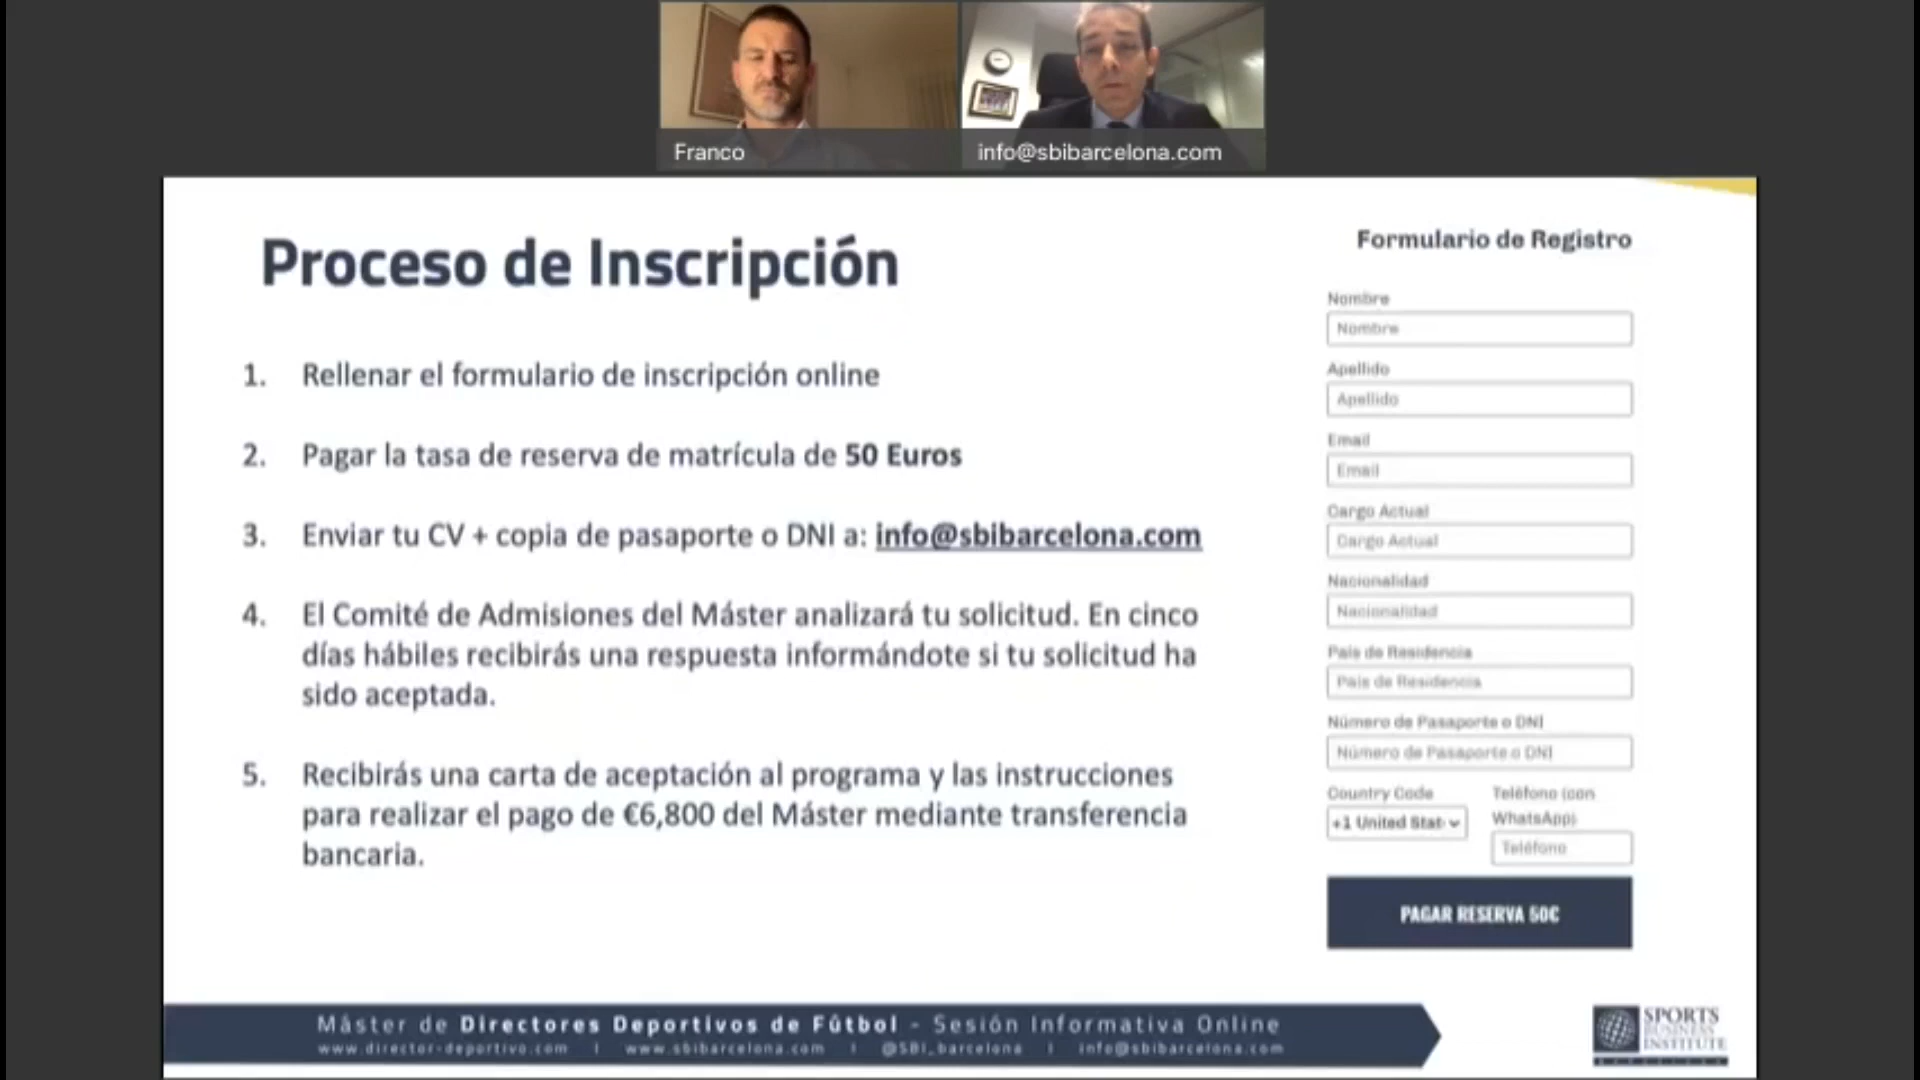 Franco
info@sbibarcelona.com
Proceso de Inscripción
1. Rellenar el formulario de inscripción online
2. Pagar la tasa de reserva de matrícula de 50 Euros
3. Enviar tu CV + copia de pasaporte o DNI a: info@sbibarcelona.com
4. El Comité de Admisiones del Máster analizará tu solicitud. En cinco
días hábiles recibirás una respuesta informándote si tu solicitud ha
sido aceptada.
5. Recibirás una carta de aceptación al programa y las instrucciones
para realizar el pago de €6,800 del Máster mediante transferencia
bancaria.
Formulario de Registro
Nombre
Nombre
Apellido
Apellido
Email
Email
Cargo Actual
Cargo Actual
Nacionalidad
Nacionalidad
País de Residencia
País de Residencia
Número de Pasaporte o DNI
Número de Pasaporte o DNI
Country Code
+1 United Stat
Teléfono (con
WhatsApp)
Teléfono
PAGAR RESERVA 50€
Máster de Directores Deportivos de Fútbol - Sesión Informativa Online
www.director-deportivo.com | www.sbibarcelona.com | @SBI_barcelona | info@sbibarcelona.com
SPORTS
BUSINESS
INSTITUTE
BARCELONA